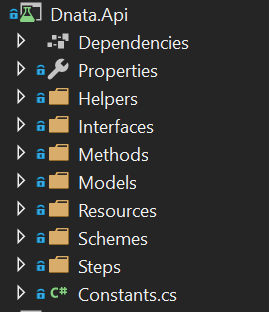 Dnata.Api
Dependencies
Properties
Helpers
Interfaces
Methods
Models
Resources
Schemes
Steps
C# Constants.cs